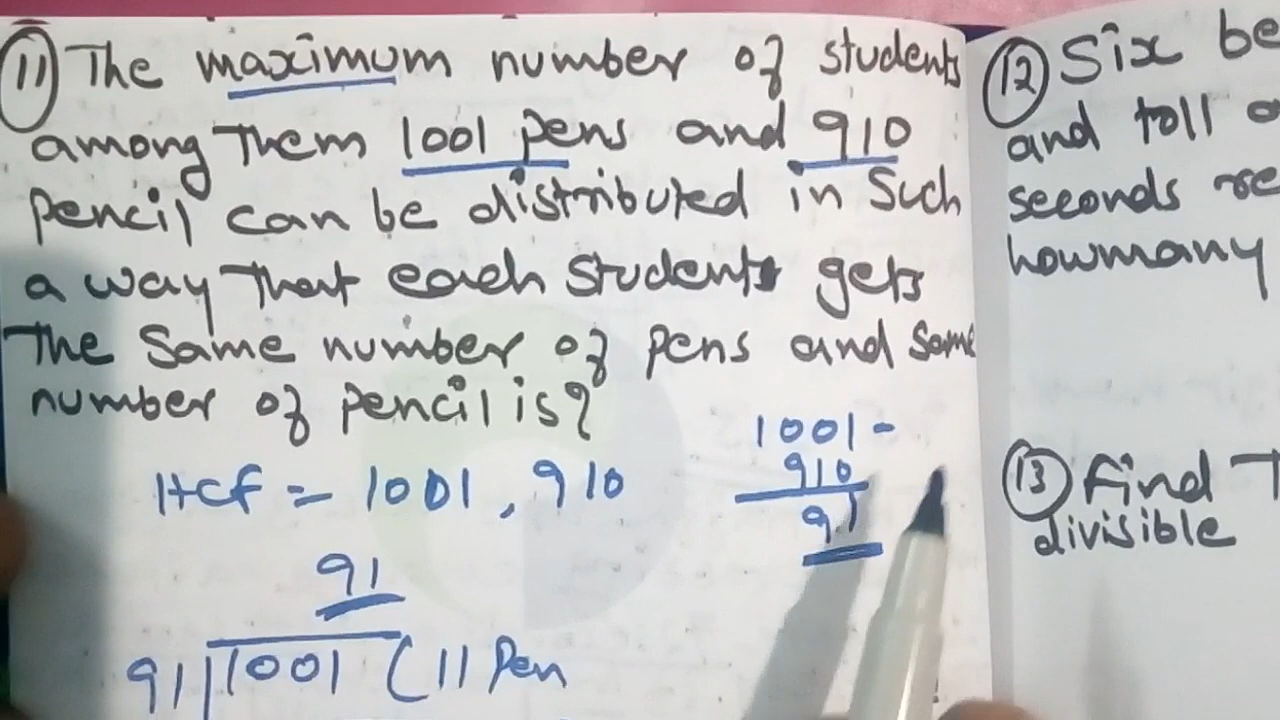 11 The maximum number of students
among Them 1001 pens and 910
pencil can be distributed in Such
a way That each Students gets
The Same number of pens and Same
number of pencil is?
Hcf = 1001, 910
1001 -
910
91
91
91 1001 ( 11 Pen
12 Six be
and toll
seconds re
howmany
13 find T
divisible